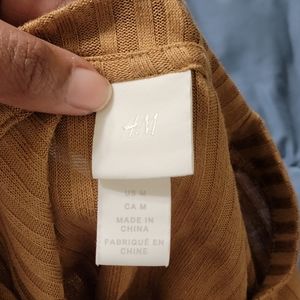 H&M
US M
CA M
MADE IN
CHINA
FABRIQUÉ EN
CHINE